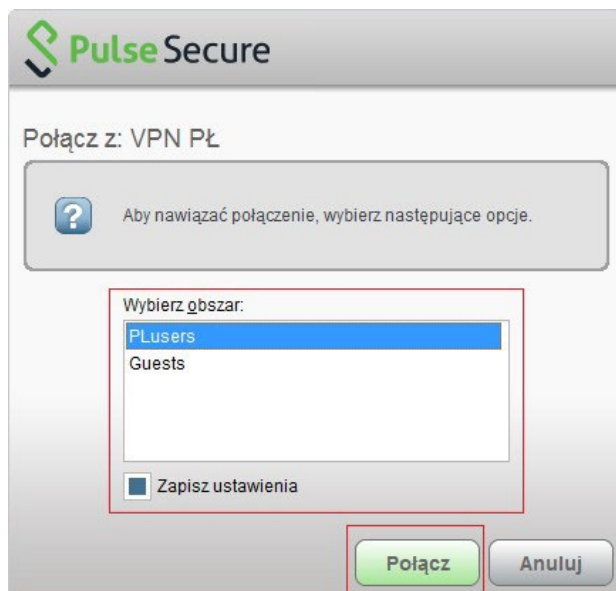 Pulse Secure
Połącz z: VPN PŁ
Aby nawiązać połączenie, wybierz następujące opcje.
Wybierz obszar:
PLusers
Guests
Zapisz ustawienia
Połącz Anuluj